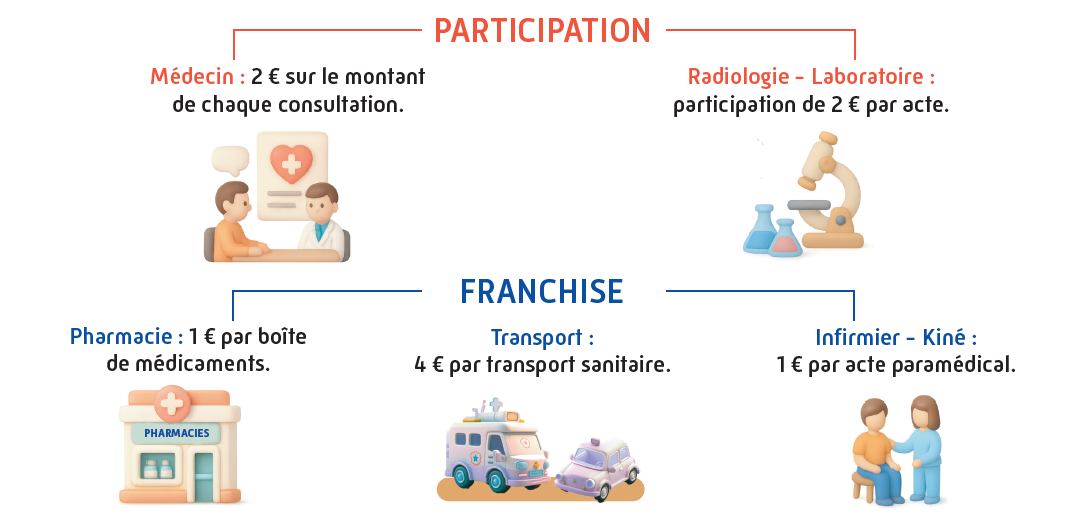 PARTICIPATION
Médecin : 2 € sur le montant
de chaque consultation.
Radiologie - Laboratoire :
participation de 2 € par acte.
FRANCHISE
Pharmacie : 1 € par boîte
de médicaments.
PHARMACIES
Transport :
4 € par transport sanitaire.
Infirmier - Kiné :
1 € par acte paramédical.